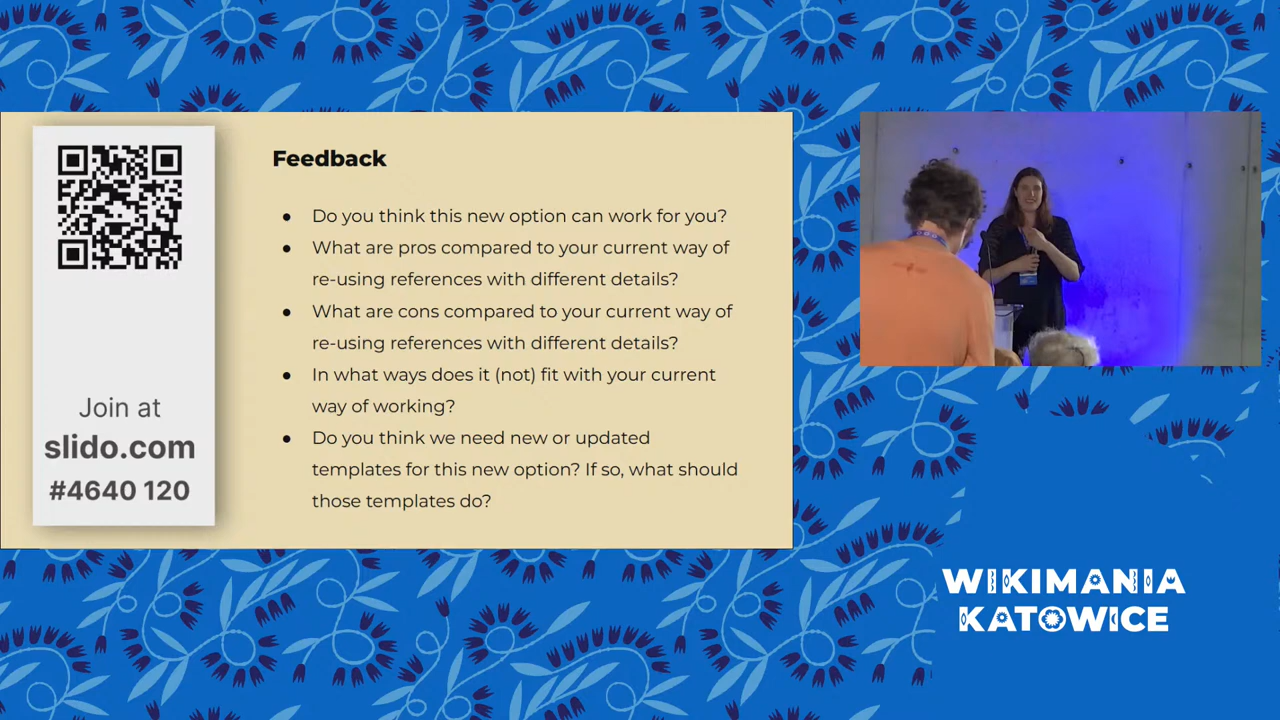 Join at
slido.com
#4640 120
Feedback
● Do you think this new option can work for you?
● What are pros compared to your current way of
re-using references with different details?
● What are cons compared to your current way of
re-using references with different details?
● In what ways does it (not) fit with your current
way of working?
● Do you think we need new or updated
templates for this new option? If so, what should
those templates do?
WIKIMANIA
KATOWICE